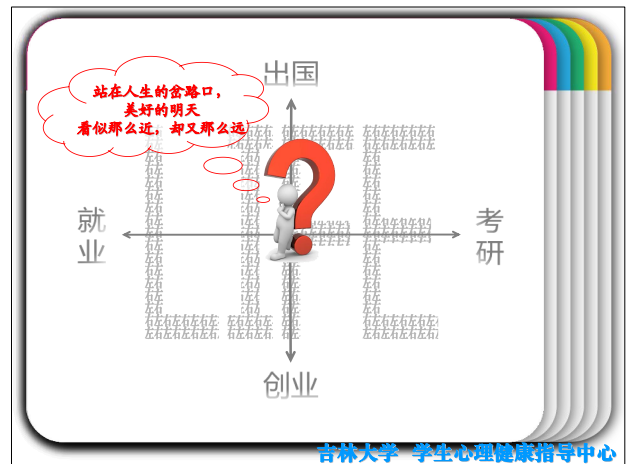 出国
站在人生的岔路口，
美好的明天
看似那么近，却又那么远
LIFE
就业
考研
创业
吉林大学 学生心理健康指导中心